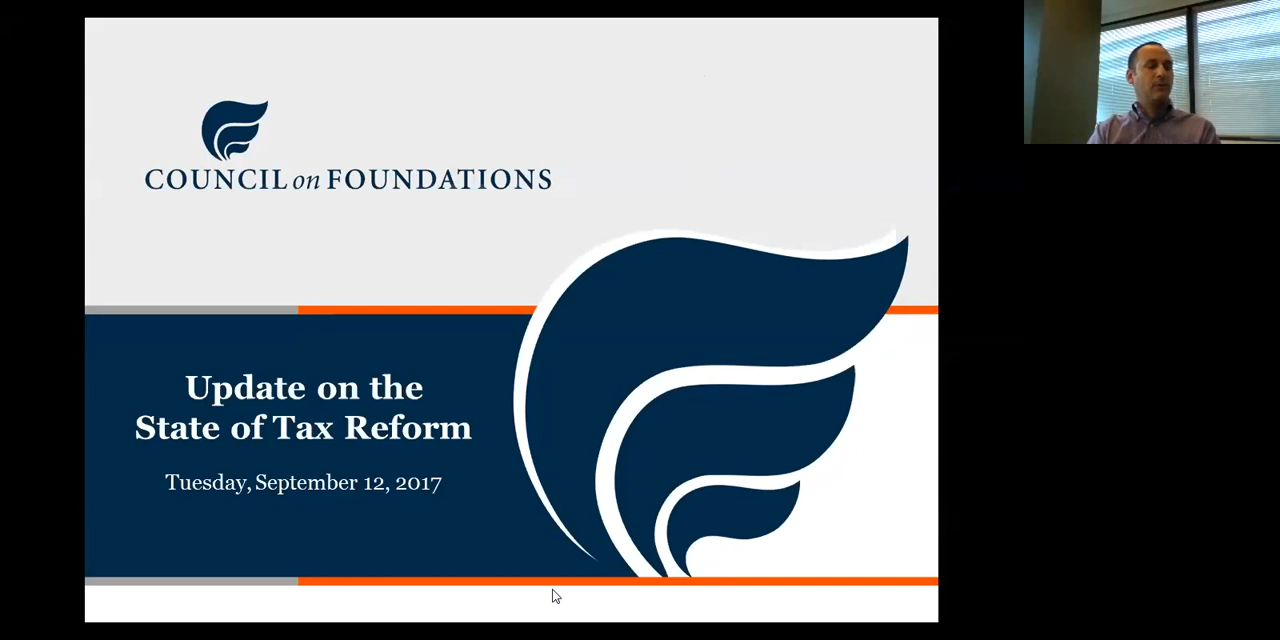 COUNCIL on FOUNDATIONS
Update on the
State of Tax Reform
Tuesday, September 12, 2017